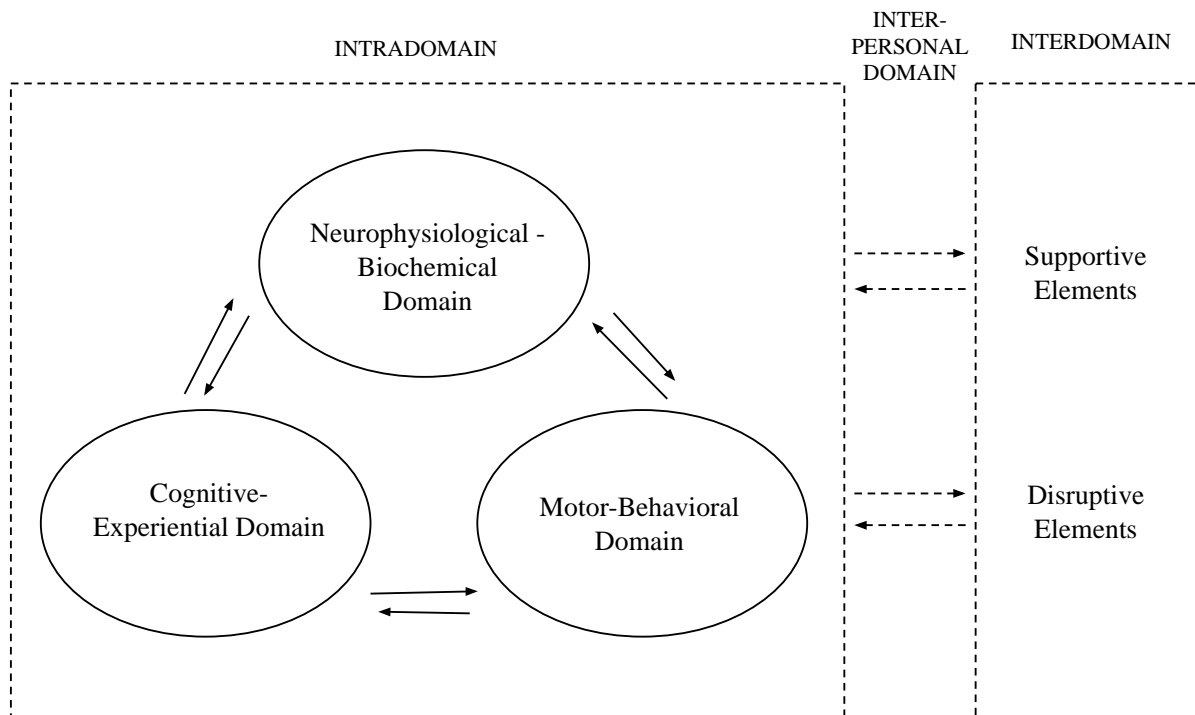 INTRADOMAIN
INTER-
PERSONAL
DOMAIN
INTERDOMAIN
Neurophysiological -
Biochemical
Domain
Supportive
Elements
Cognitive-
Experiential Domain
Motor-Behavioral
Domain
Disruptive
Elements